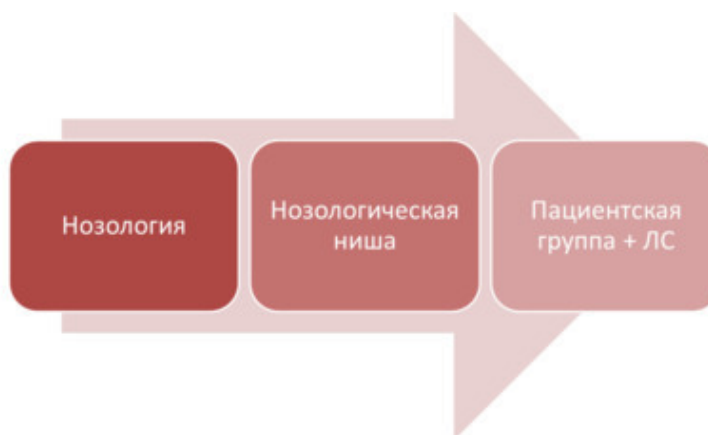 Нозология
Нозологическая
ниша
Пациентская
группа + ЛС